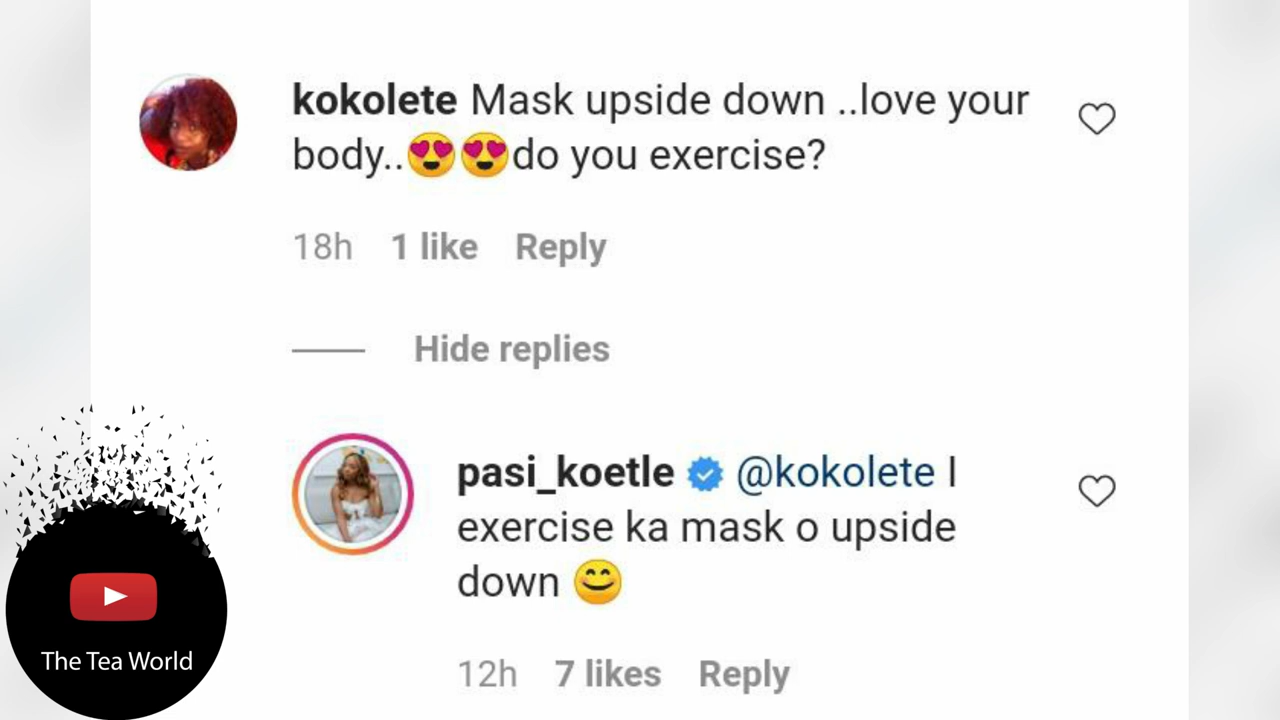 kokolete Mask upside down ..love your
body..😍😍do you exercise?
18h 1 like Reply
Hide replies
pasi_koetle @kokolete I
exercise ka mask o upside
down 😊
12h 7 likes Reply
The Tea World